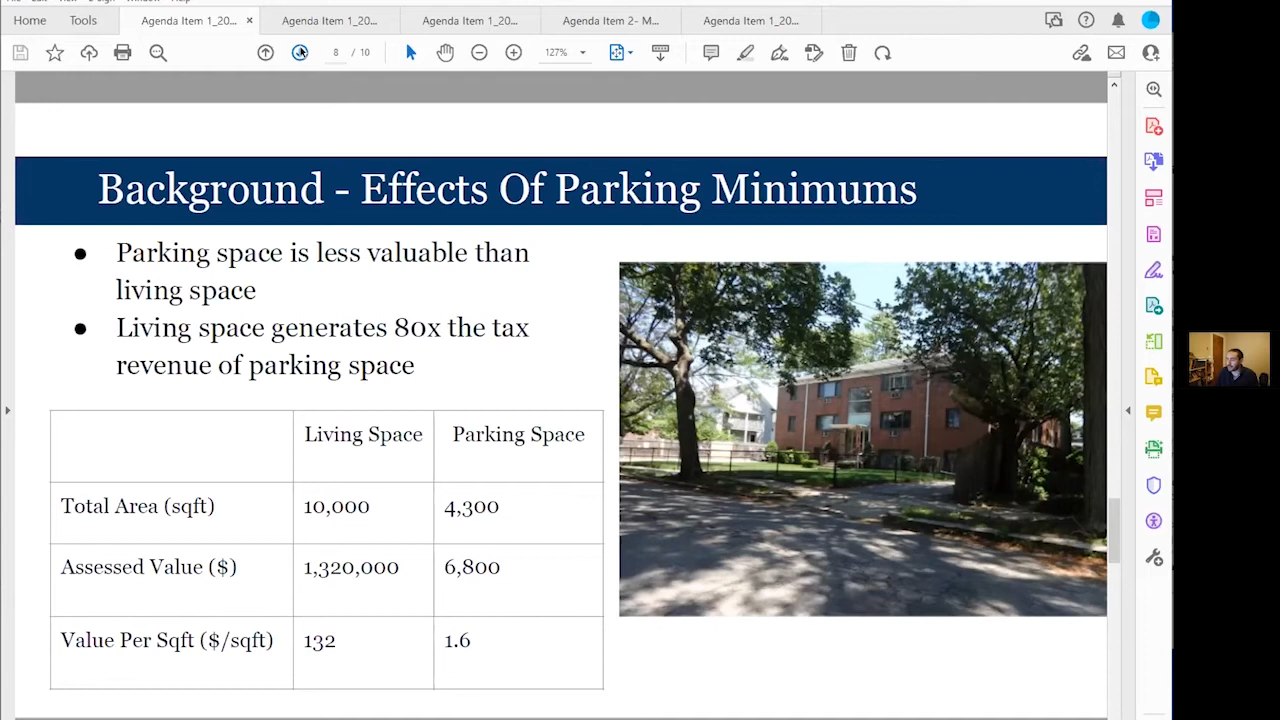 Home Tools Agenda Item 1_20... × Agenda Item 1_20... Agenda Item 1_20... Agenda Item 2- M... Agenda Item 1_20...
8 / 10 127%
Background - Effects Of Parking Minimums
● Parking space is less valuable than
living space
● Living space generates 80x the tax
revenue of parking space
Living Space Parking Space
Total Area (sqft) 10,000 4,300
Assessed Value ($) 1,320,000 6,800
Value Per Sqft ($/sqft) 132 1.6